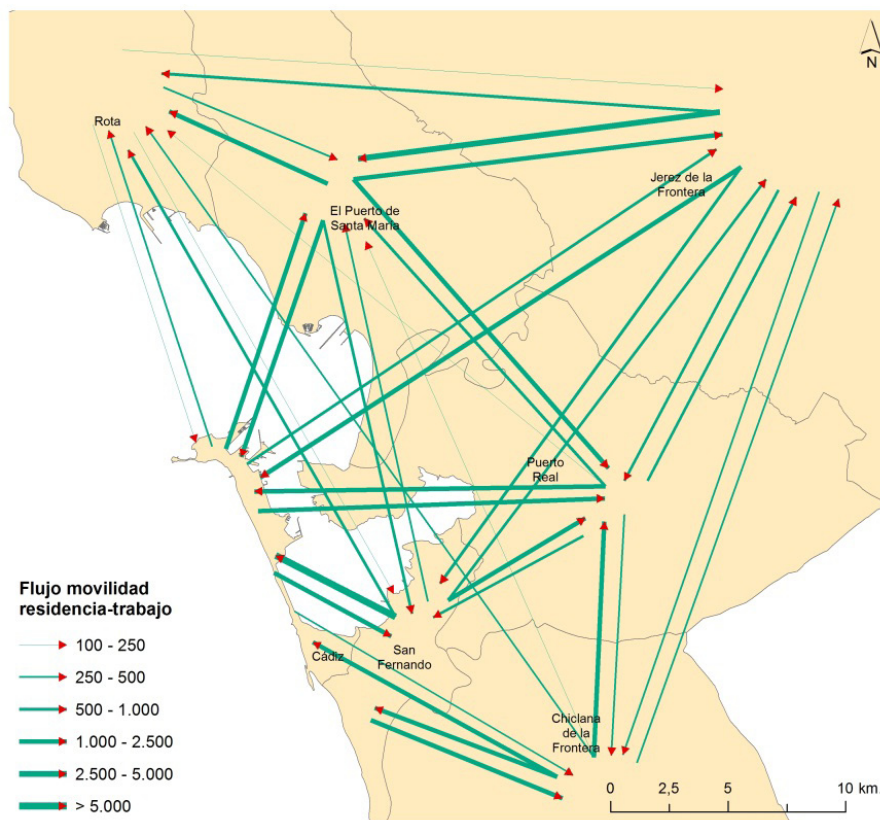 N
Rota
Jerez de la
Frontera
El Puerto de
Santa María
Puerto
Real
San
Fernando
Cádiz
Chiclana
de la
Frontera
Flujo movilidad
residencia-trabajo
100 - 250
250 - 500
500 - 1.000
1.000 - 2.500
2.500 - 5.000
> 5.000
0 2,5 5 10 km.